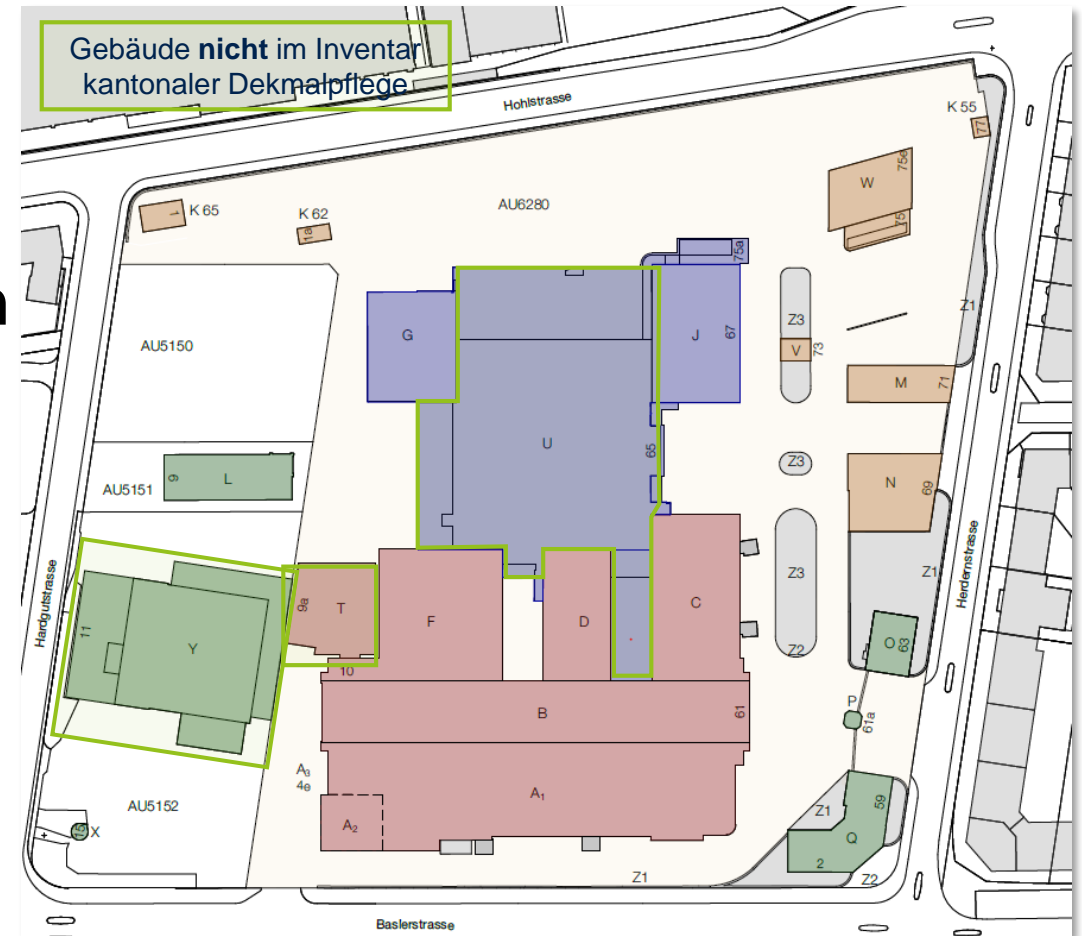 Gebäude nicht im Inventar
kantonaler Dekmalpflege
Hohlstrasse
K 55
77
W
75e
75
K 65
1
K 62
1a
AU6280
75a
Z1
G
J
67
Z3
V
73
AU5150
M
71
U
65
Z3
9
L
AU5151
N
69
Herdernstrasse
Hardgutstrasse
11
Y
9a
T
F
D
C
Z3
Z1
O
63
10
Z2
B
61
P
61a
A3
4e
A1
AU5152
15
X
A2
Z1
59
Q
2
Z1
Z2
Baslerstrasse
n